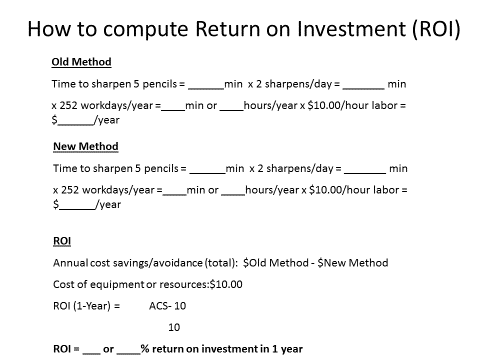 How to compute Return on Investment (ROI)
Old Method
Time to sharpen 5 pencils = ______min x 2 sharpens/day = _______ min
x 252 workdays/year =____min or ____hours/year x $10.00/hour labor =
$______/year
New Method
Time to sharpen 5 pencils = ______min x 2 sharpens/day = _______ min
x 252 workdays/year =____min or ____hours/year x $10.00/hour labor =
$______/year
ROI
Annual cost savings/avoidance (total): $Old Method - $New Method
Cost of equipment or resources:$10.00
ROI (1-Year) = ACS- 10
10
ROI = ___ or ____% return on investment in 1 year